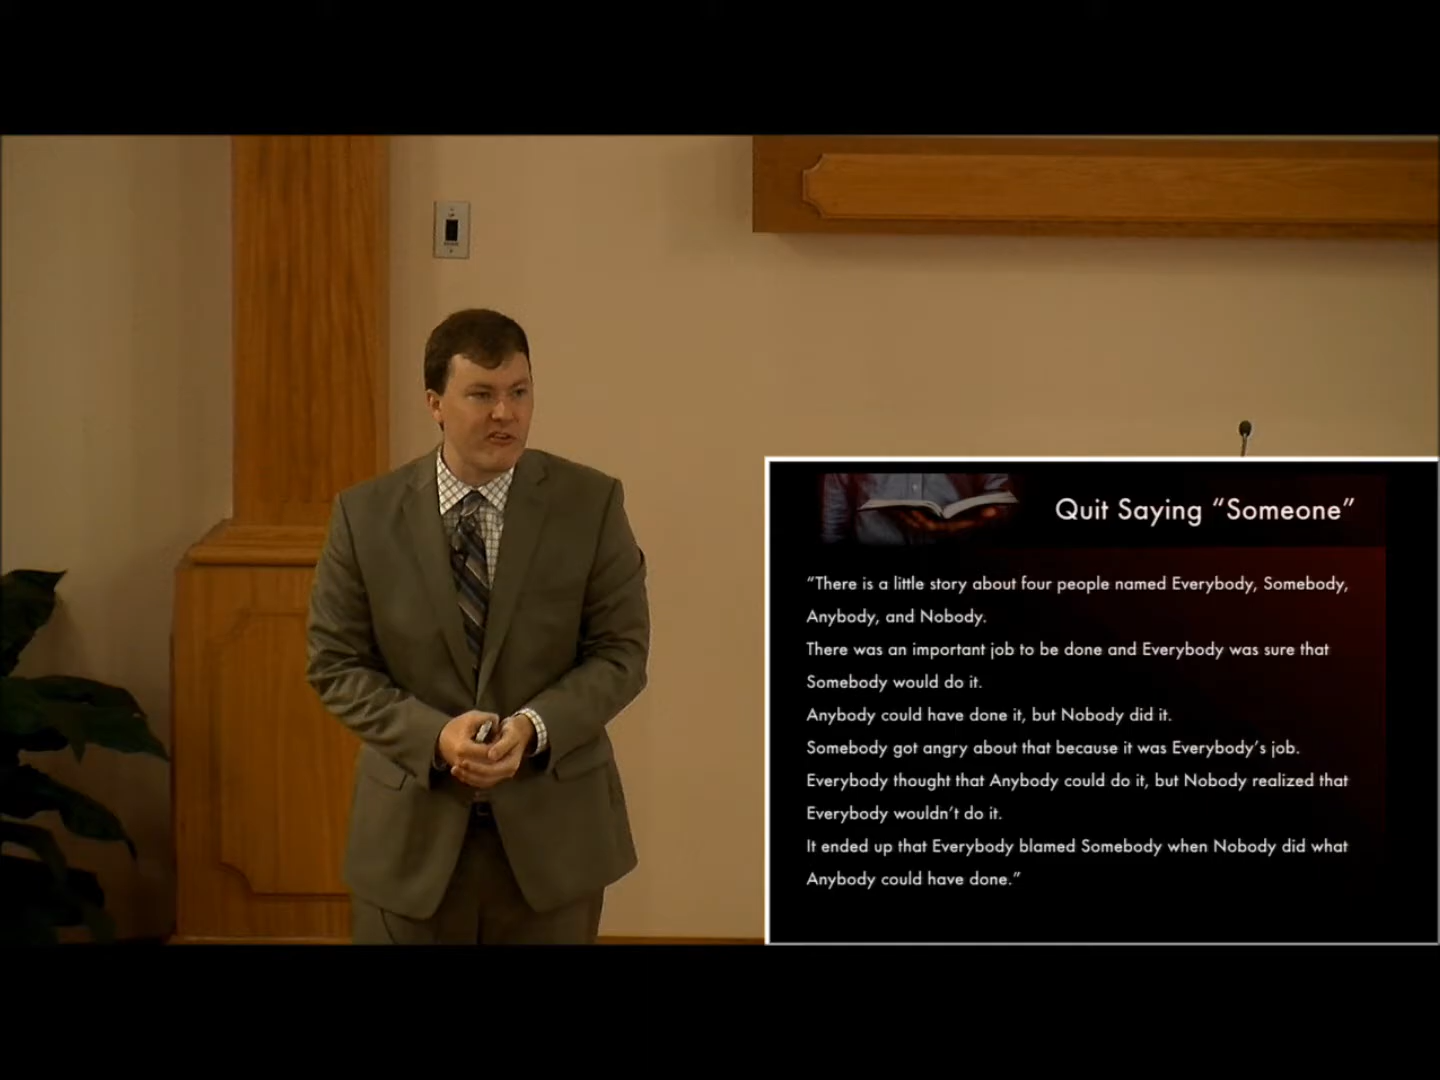 Quit Saying “Someone”
“There is a little story about four people named Everybody, Somebody,
Anybody, and Nobody.
There was an important job to be done and Everybody was sure that
Somebody would do it.
Anybody could have done it, but Nobody did it.
Somebody got angry about that because it was Everybody’s job.
Everybody thought that Anybody could do it, but Nobody realized that
Everybody wouldn’t do it.
It ended up that Everybody blamed Somebody when Nobody did what
Anybody could have done.”